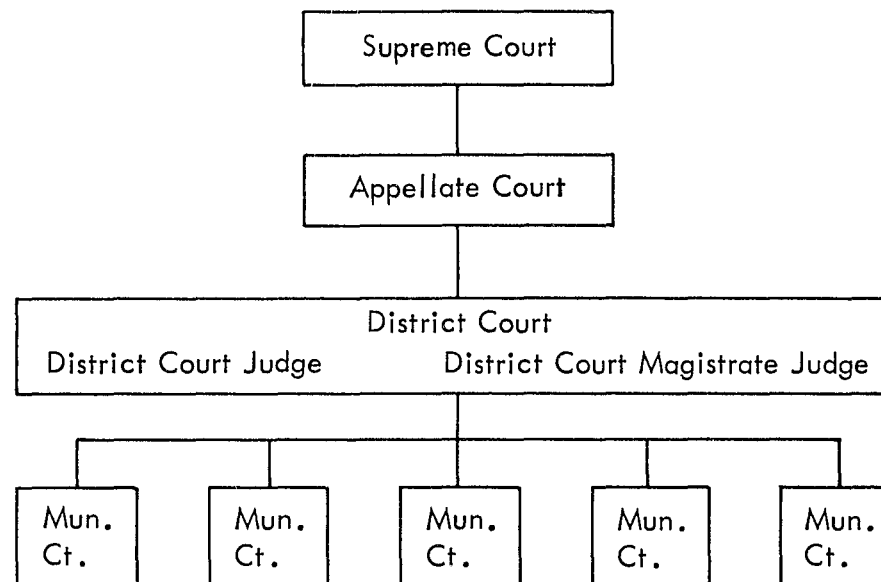 Supreme Court
Appellate Court
District Court
District Court Judge District Court Magistrate Judge
Mun. Mun. Mun. Mun. Mun.
Ct. Ct. Ct. Ct. Ct.